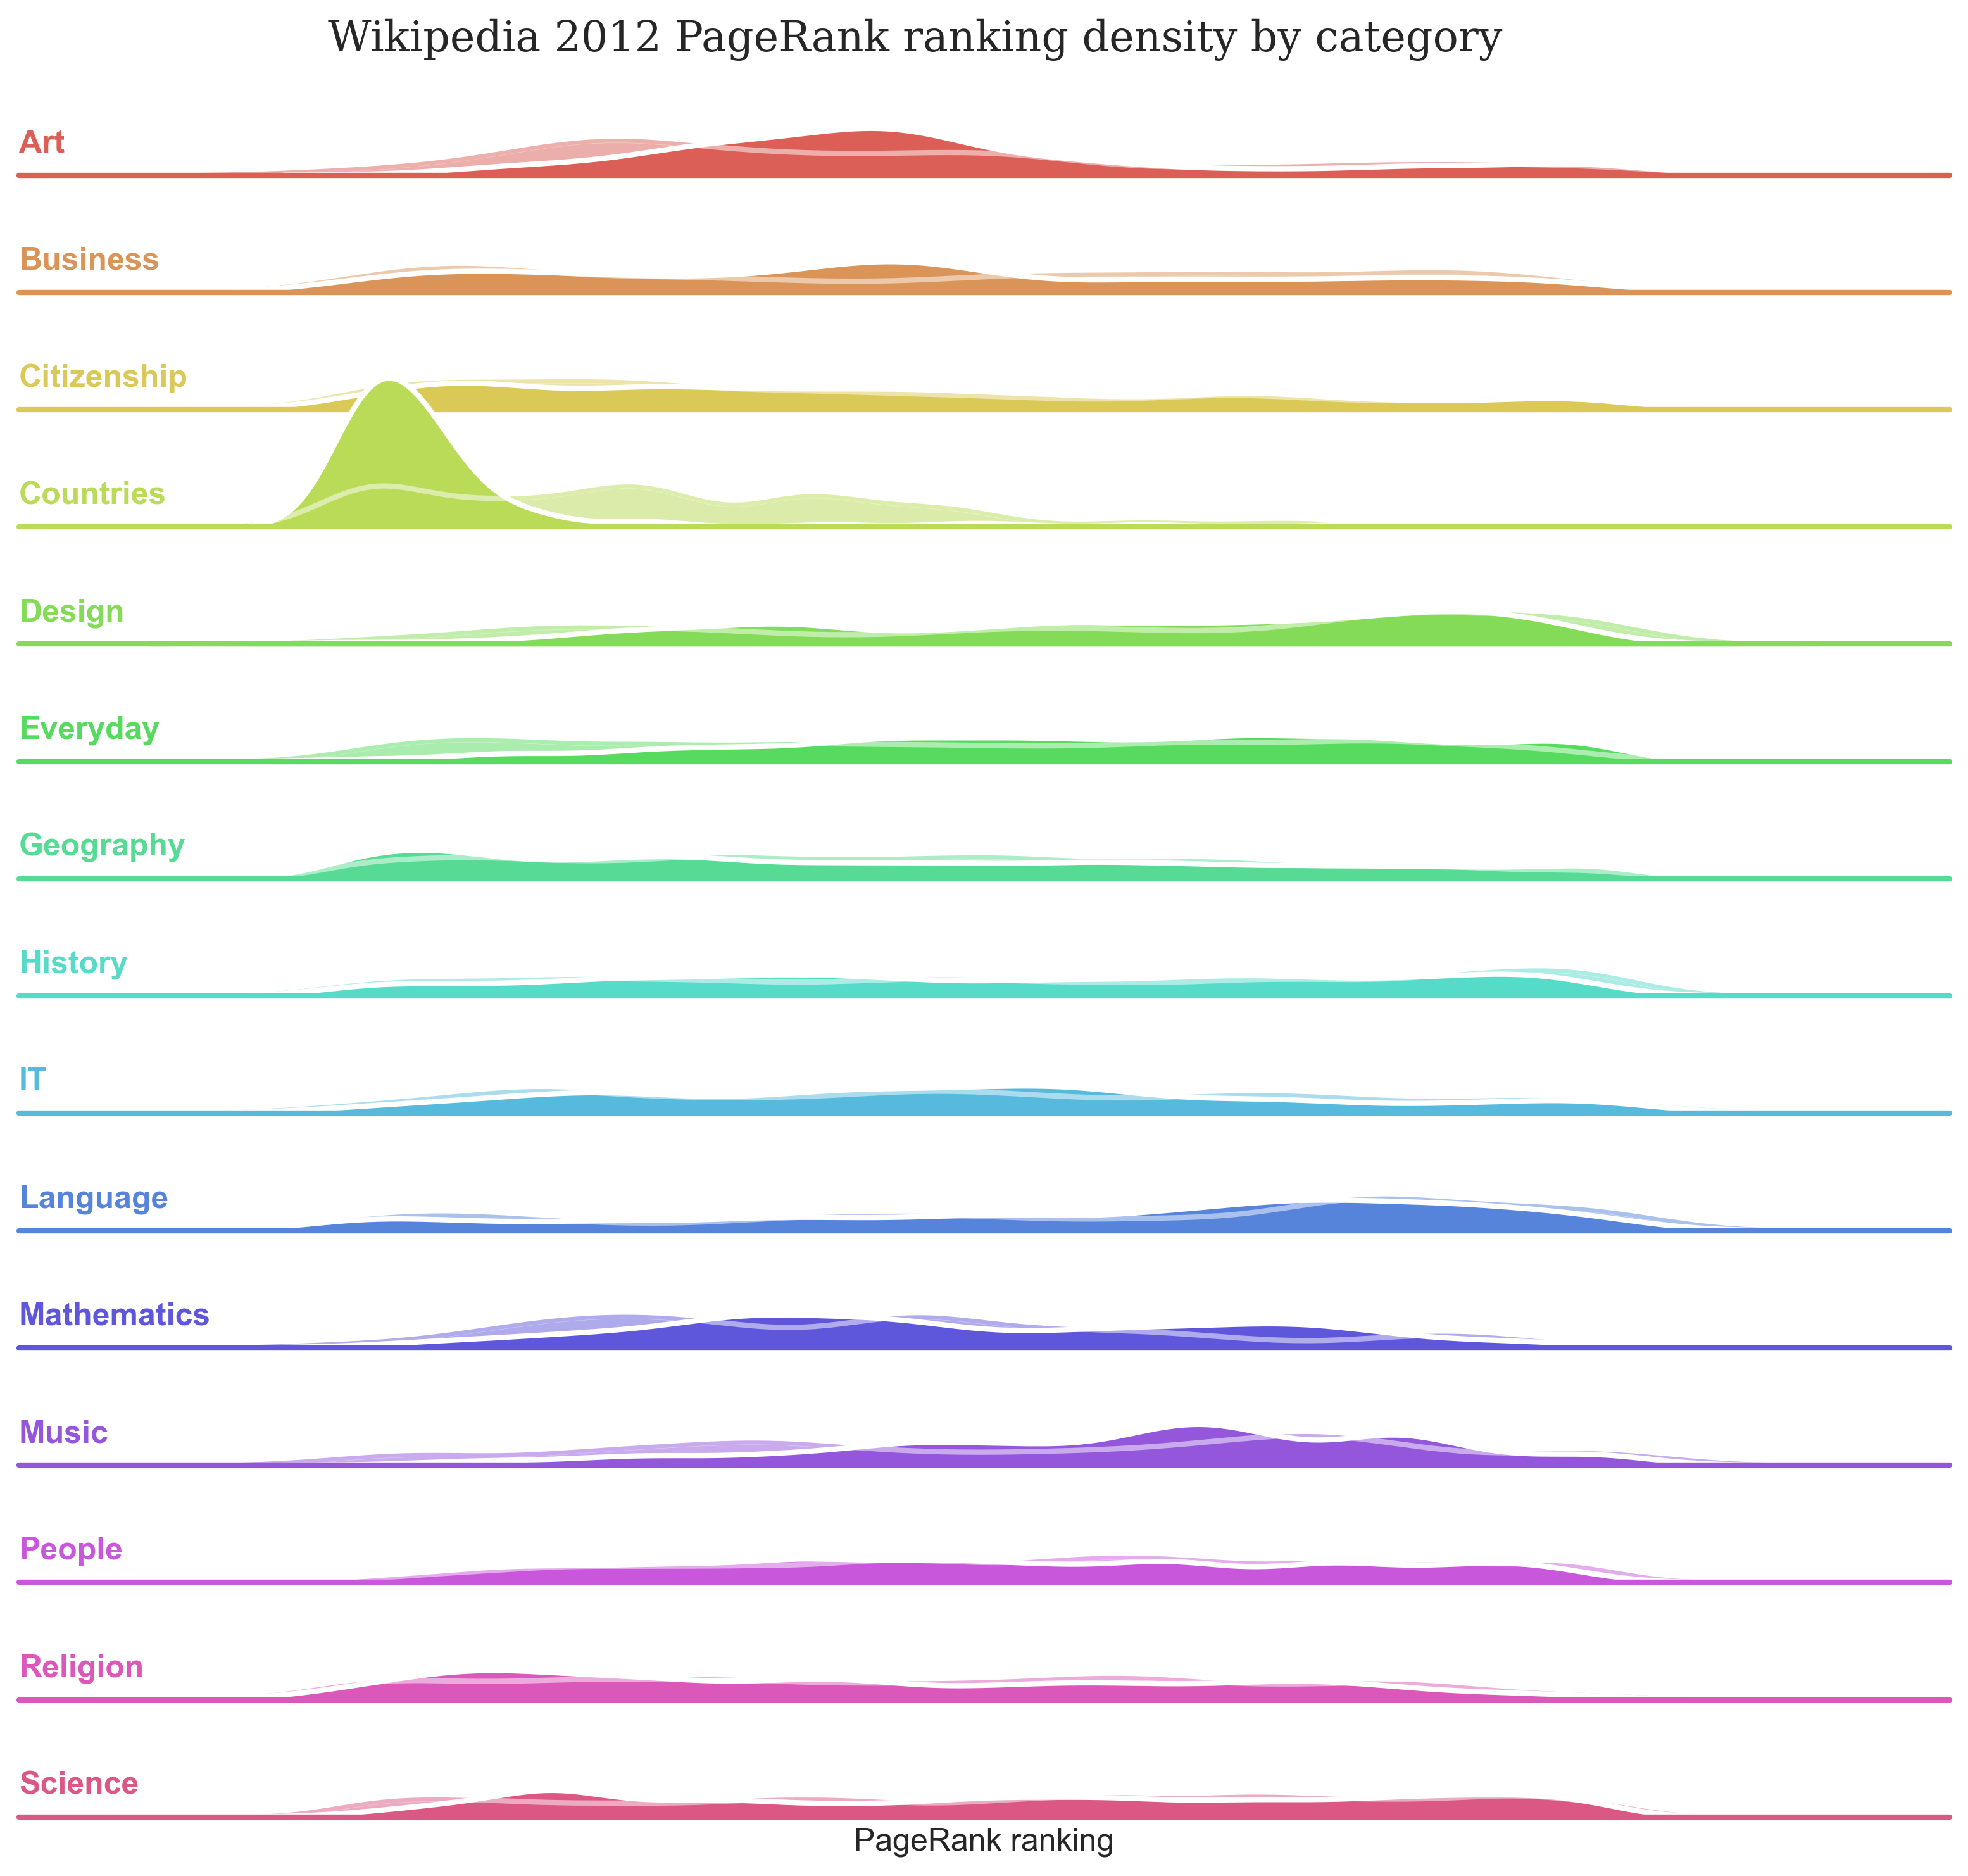 Wikipedia 2012 PageRank ranking density by category
Art
Business
Citizenship
Countries
Design
Everyday
Geography
History
IT
Language
Mathematics
Music
People
Religion
Science
PageRank ranking